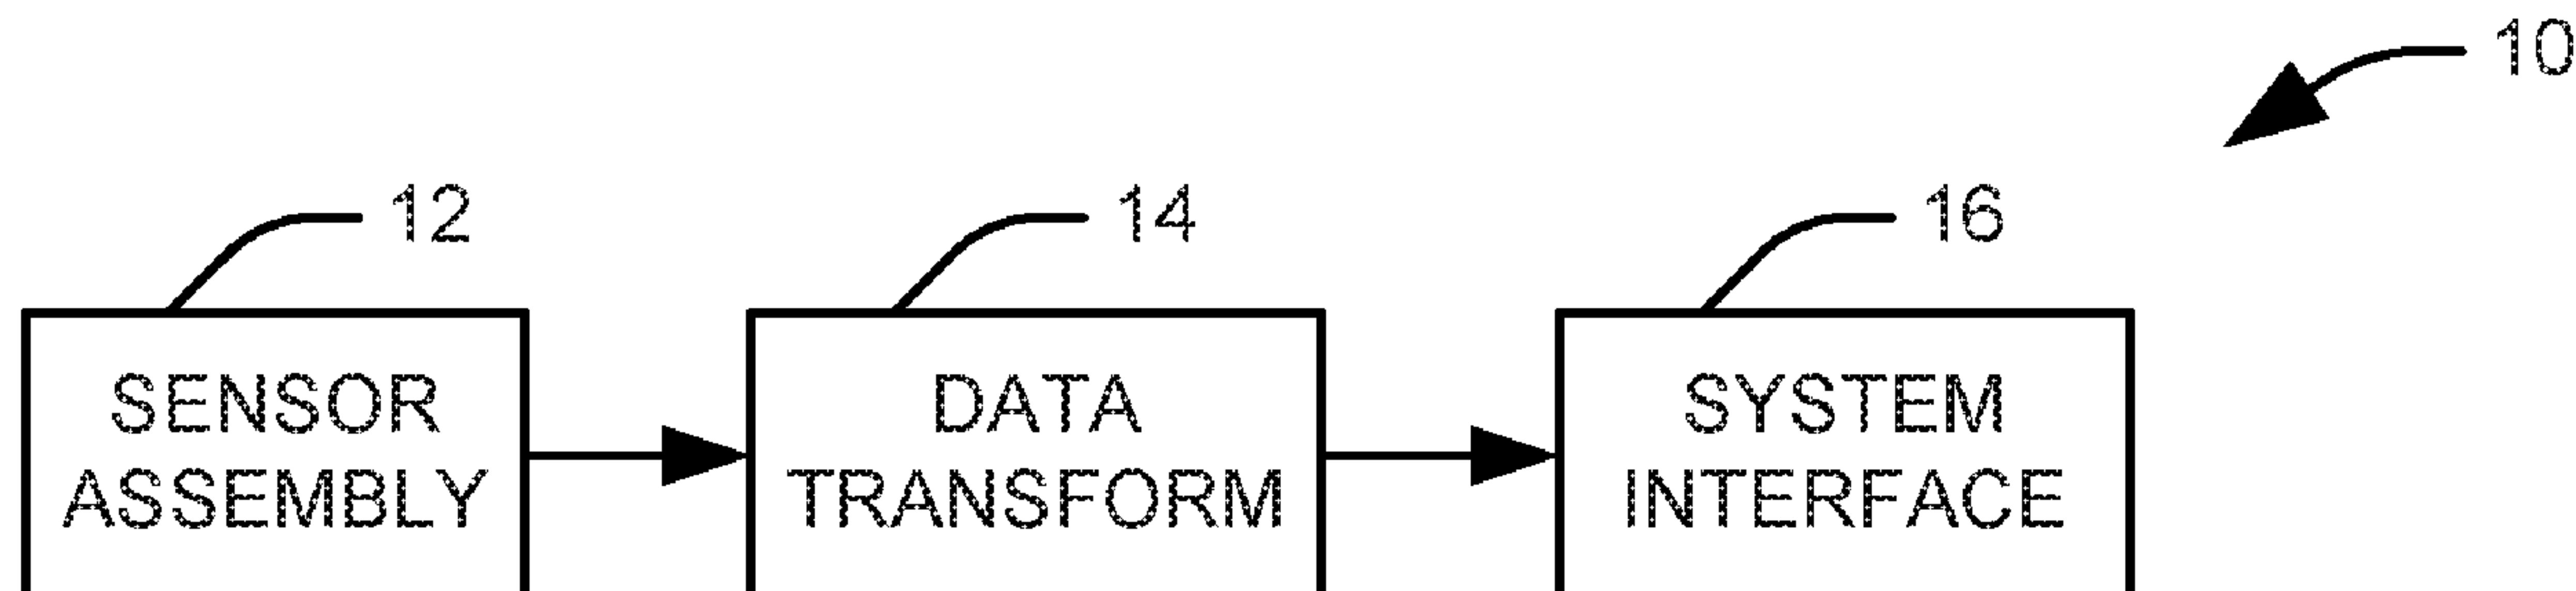 10
12
14
16
SENSOR
ASSEMBLY
DATA
TRANSFORM
SYSTEM
INTERFACE